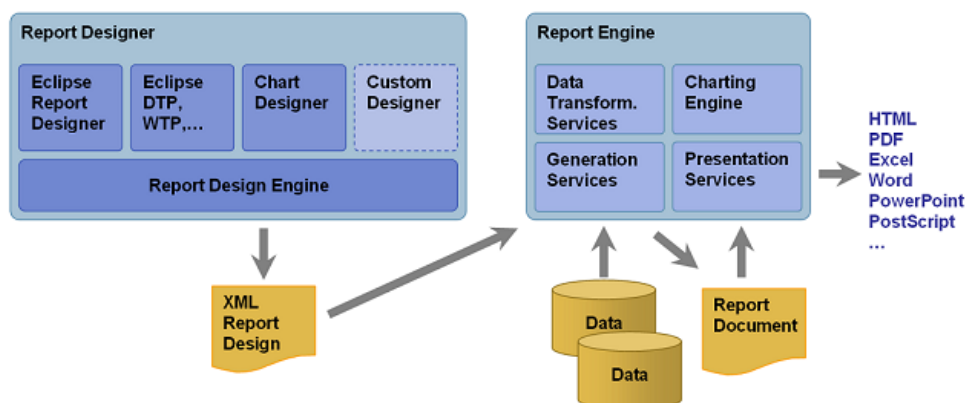 Report Designer
Eclipse
Report
Designer
Eclipse
DTP,
WTP,...
Chart
Designer
Custom
Designer
Report Design Engine
XML
Report
Design
Report Engine
Data
Transform.
Services
Charting
Engine
Generation
Services
Presentation
Services
Data
Data
Report
Document
HTML
PDF
Excel
Word
PowerPoint
PostScript
...